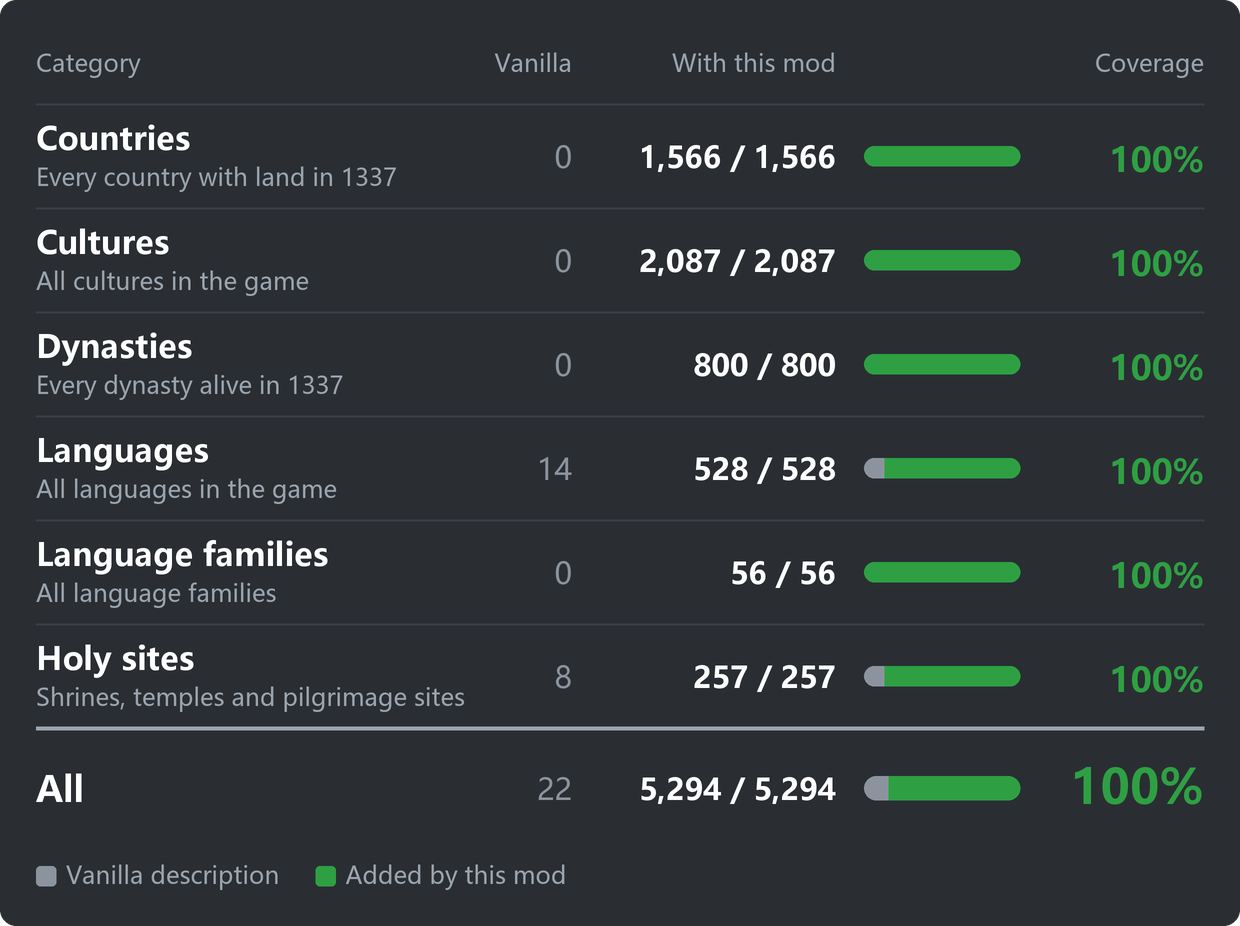 Category Vanilla With this mod Coverage
Countries
Every country with land in 1337
0 1,566 / 1,566 100%
Cultures
All cultures in the game
0 2,087 / 2,087 100%
Dynasties
Every dynasty alive in 1337
0 800 / 800 100%
Languages
All languages in the game
14 528 / 528 100%
Language families
All language families
0 56 / 56 100%
Holy sites
Shrines, temples and pilgrimage sites
8 257 / 257 100%
All 22 5,294 / 5,294 100%
Vanilla description Added by this mod